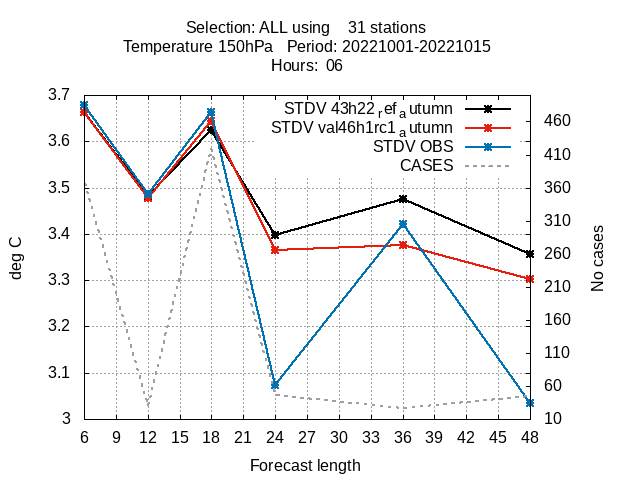 Selection: ALL using    31 stations
Temperature 150hPa   Period: 20221001-20221015
Hours:  06
STDV 43h22_ref_autumn
STDV val46h1rc1_autumn
STDV OBS
CASES
3.7
3.6
3.5
3.4
3.3
3.2
3.1
3
deg C
460
410
360
310
260
210
160
110
60
10
No cases
6 9 12 15 18 21 24 27 30 33 36 39 42 45 48
Forecast length